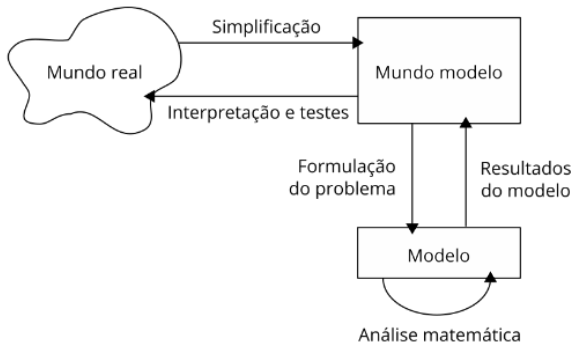 Simplificação
Mundo real
Mundo modelo
Interpretação e testes
Formulação
do problema
Resultados
do modelo
Modelo
Análise matemática